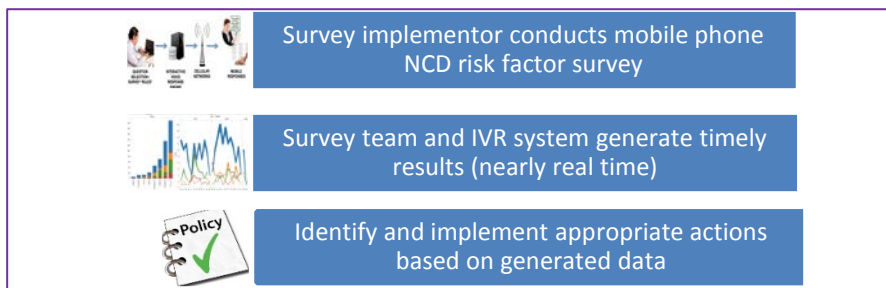 Survey implementor conducts mobile phone
NCD risk factor survey
Survey team and IVR system generate timely
results (nearly real time)
Policy
Identify and implement appropriate actions
based on generated data